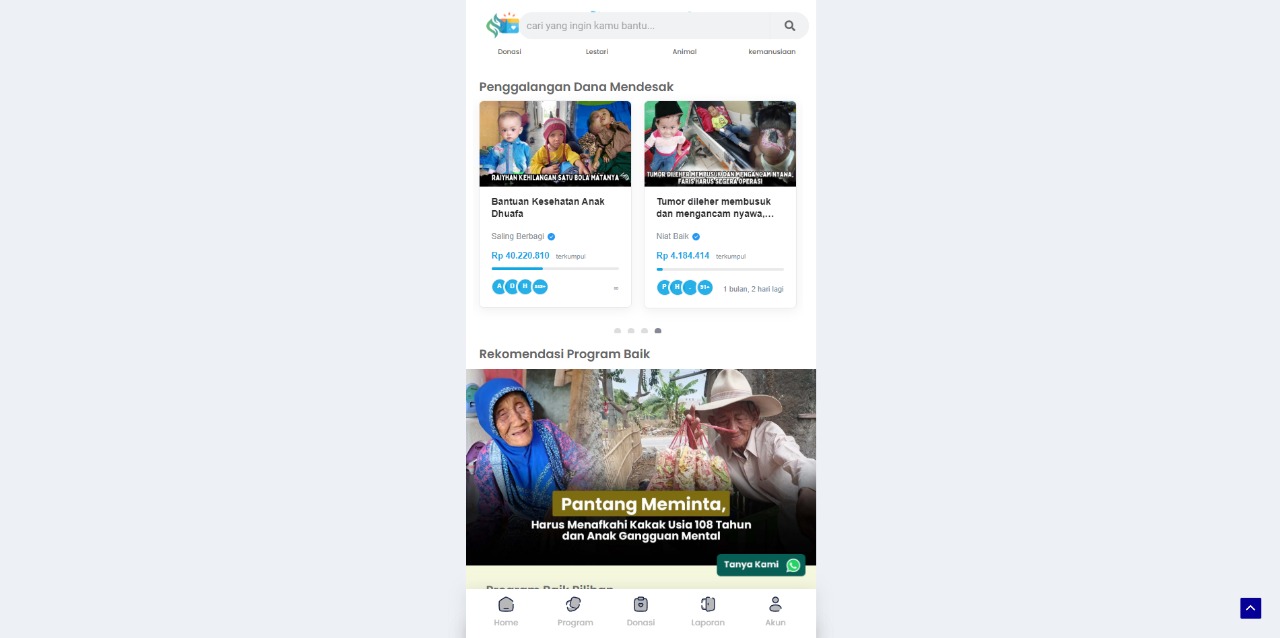 cari yang ingin kamu bantu...
Donasi
Lestari
Animal
kemanusiaan
Penggalangan Dana Mendesak
RAIYHAN KEHILANGAN SATU BOLA MATANYA
TUMOR DILEHER MEMBUSUK DAN MENGANCAM NYAWA,
FARIS HARUS SEGERA OPERASI
Bantuan Kesehatan Anak
Dhuafa
Saling Berbagi
Rp 40.220.810 terkumpul
A D H
∞
Tumor dileher membusuk
dan mengancam nyawa,...
Niat Baik
Rp 4.184.414 terkumpul
P H . 51+
1 bulan, 2 hari lagi
Rekomendasi Program Baik
Pantang Meminta,
Harus Menafkahi Kakak Usia 108 Tahun
dan Anak Gangguan Mental
Tanya Kami
Program Baik Pilihan
Home
Program
Donasi
Laporan
Akun